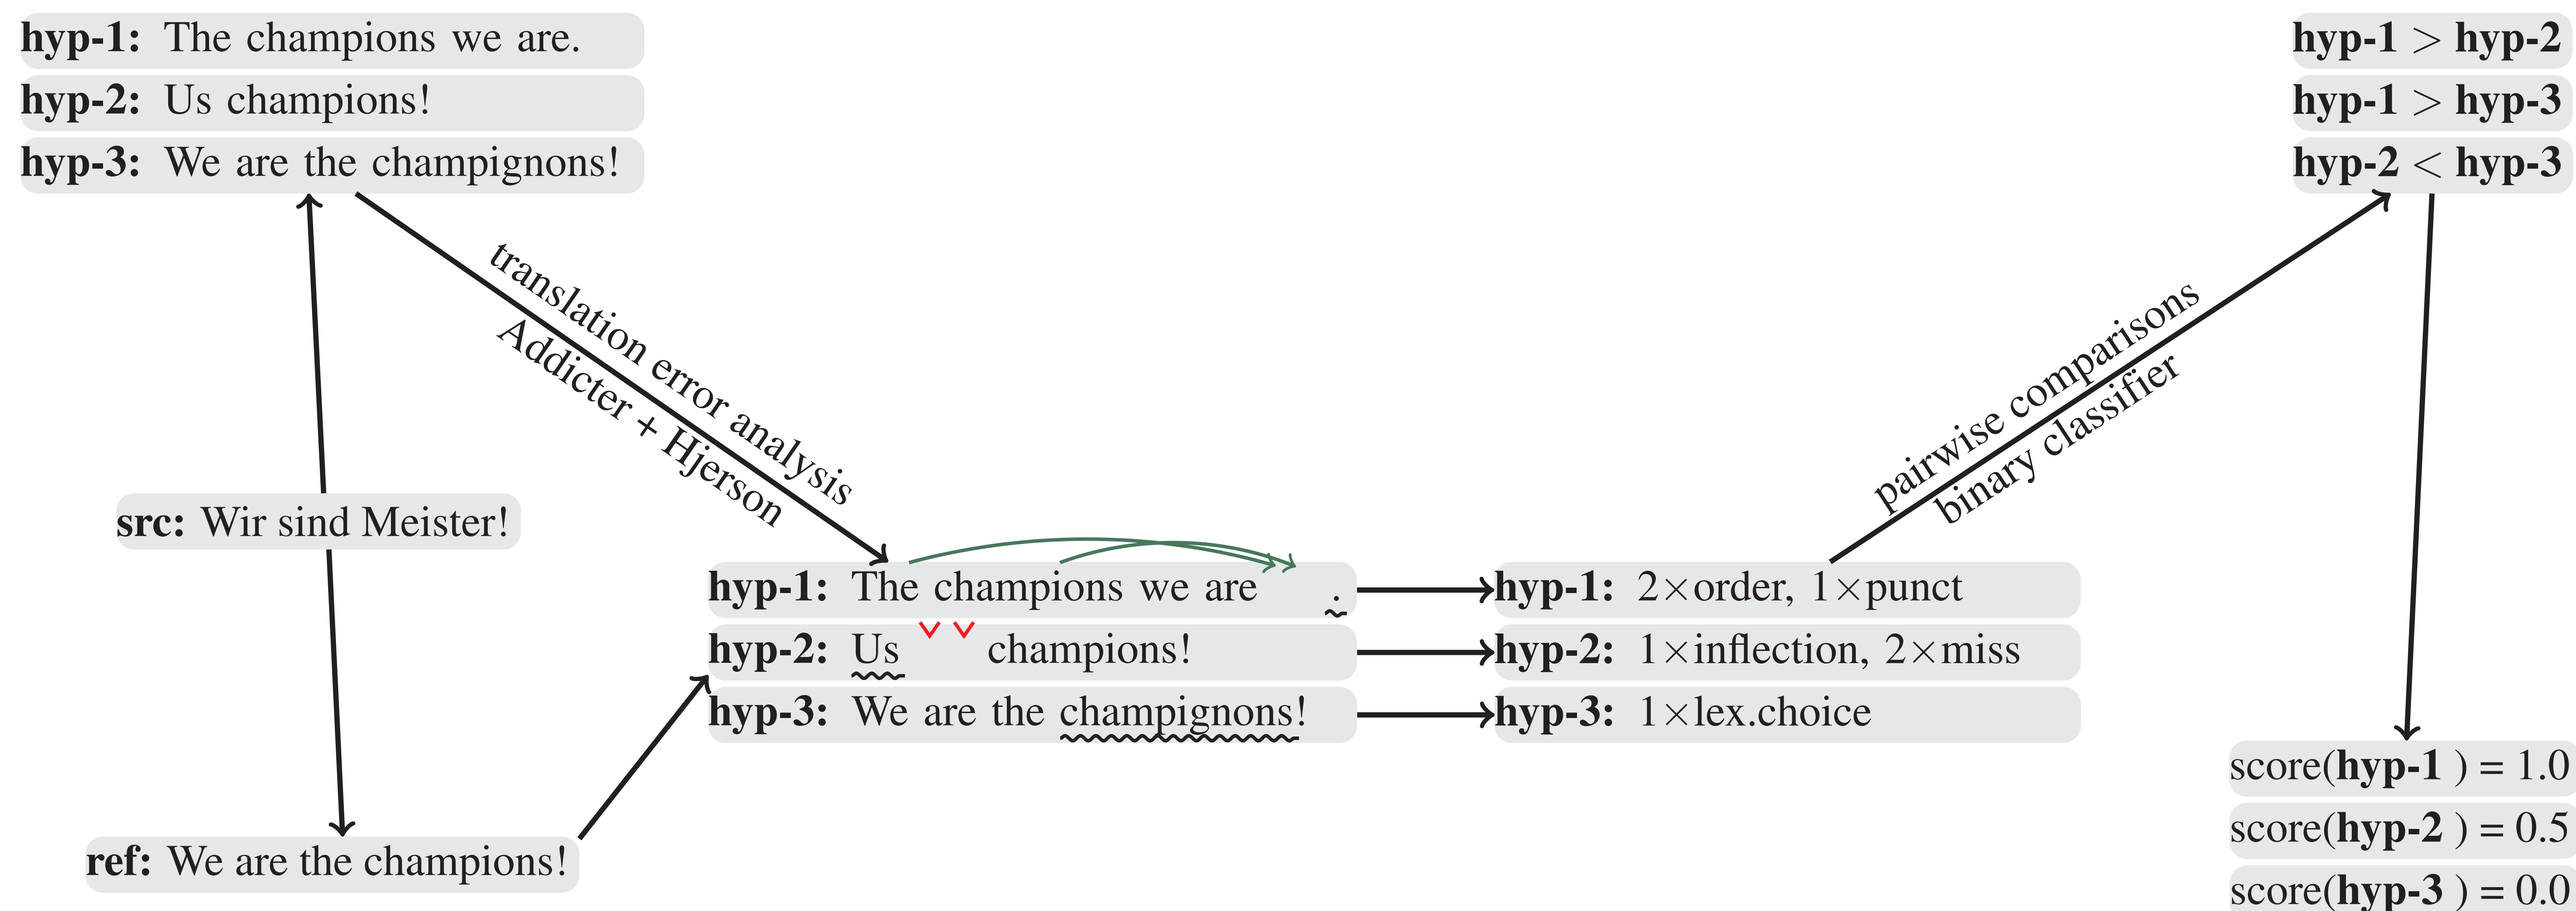 hyp-1: The champions we are.
hyp-2: Us champions!
hyp-3: We are the champignons!
translation error analysis
Addicter + Hjerson
src: Wir sind Meister!
ref: We are the champions!
hyp-1: The champions we are .
hyp-2: Us champions!
hyp-3: We are the champignons!
hyp-1: 2×order, 1×punct
hyp-2: 1×inflection, 2×miss
hyp-3: 1×lex.choice
pairwise comparisons
binary classifier
hyp-1 > hyp-2
hyp-1 > hyp-3
hyp-2 < hyp-3
score(hyp-1 ) = 1.0
score(hyp-2 ) = 0.5
score(hyp-3 ) = 0.0